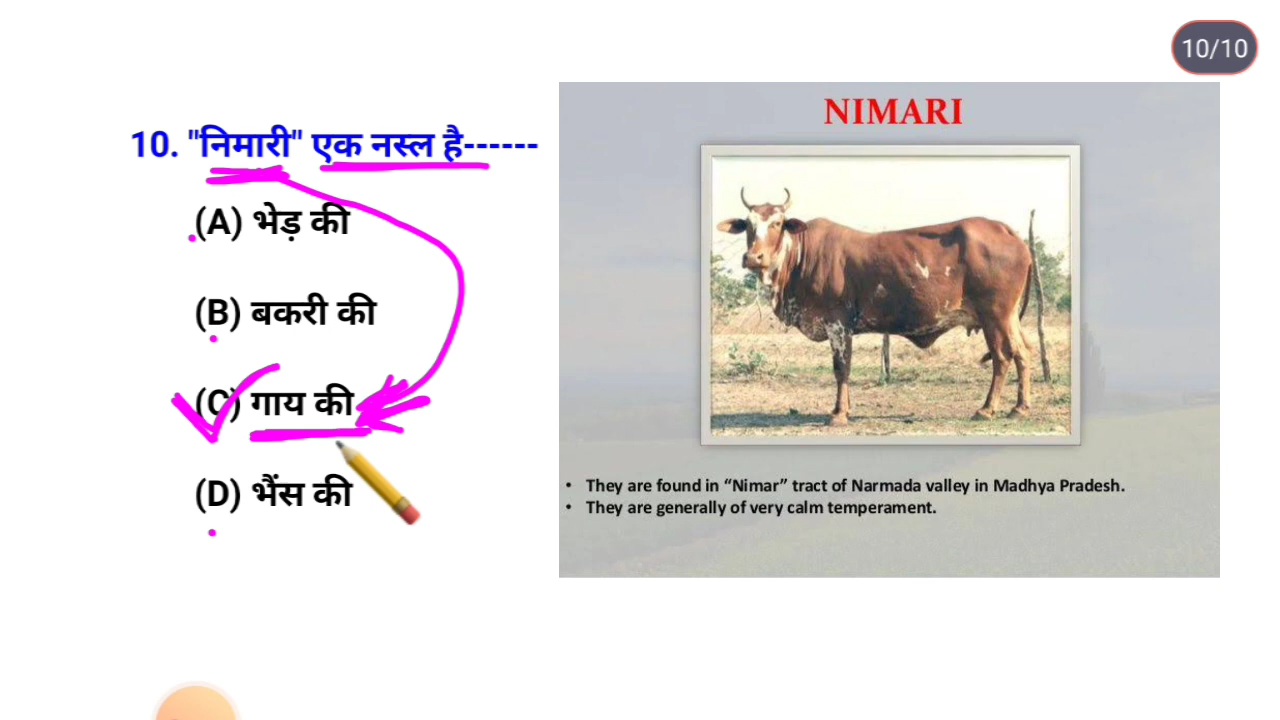 10/10
10. "निमारी" एक नस्ल है------
(A) भेड़ की
(B) बकरी की
(C) गाय की
(D) भैंस की
NIMARI
• They are found in “Nimar” tract of Narmada valley in Madhya Pradesh.
• They are generally of very calm temperament.